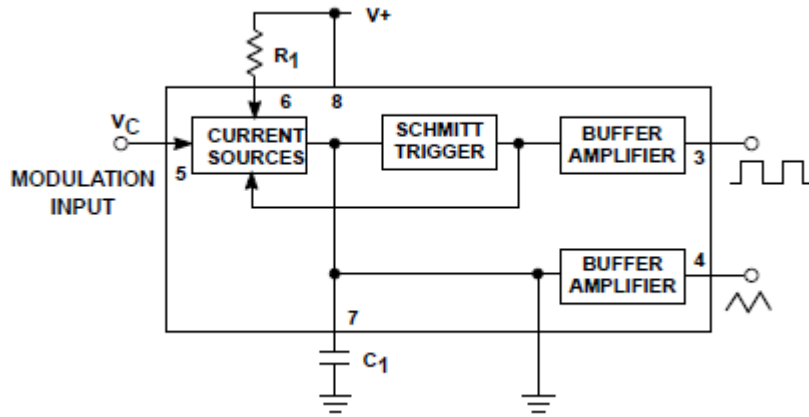 V+
R1
6
8
VC
5
MODULATION
INPUT
CURRENT
SOURCES
SCHMITT
TRIGGER
BUFFER
AMPLIFIER
3
BUFFER
AMPLIFIER
4
7
C1